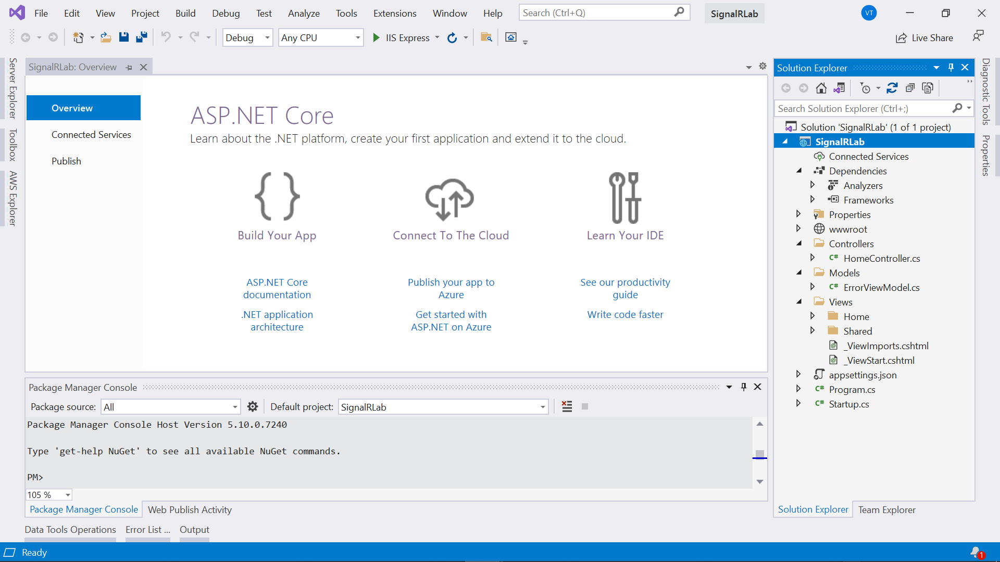 File Edit View Project Build Debug Test Analyze Tools Extensions Window Help Search (Ctrl+Q) SignalRLab VT
Debug Any CPU IIS Express Live Share
Server Explorer
Toolbox
AWS Explorer
SignalRLab: Overview
Overview
Connected Services
Publish
ASP.NET Core
Learn about the .NET platform, create your first application and extend it to the cloud.
Build Your App
ASP.NET Core
documentation
.NET application
architecture
Connect To The Cloud
Publish your app to
Azure
Get started with
ASP.NET on Azure
Learn Your IDE
See our productivity
guide
Write code faster
Package Manager Console
Package source: All Default project: SignalRLab
Package Manager Console Host Version 5.10.0.7240
Type 'get-help NuGet' to see all available NuGet commands.
PM>
105 %
Package Manager Console Web Publish Activity
Data Tools Operations Error List ... Output
Solution Explorer
Search Solution Explorer (Ctrl+;)
Solution 'SignalRLab' (1 of 1 project)
SignalRLab
Connected Services
Dependencies
Analyzers
Frameworks
Properties
wwwroot
Controllers
C# HomeController.cs
Models
C# ErrorViewModel.cs
Views
Home
Shared
_ViewImports.cshtml
_ViewStart.cshtml
appsettings.json
C# Program.cs
C# Startup.cs
Solution Explorer Team Explorer
Diagnostic Tools
Properties
Ready 1